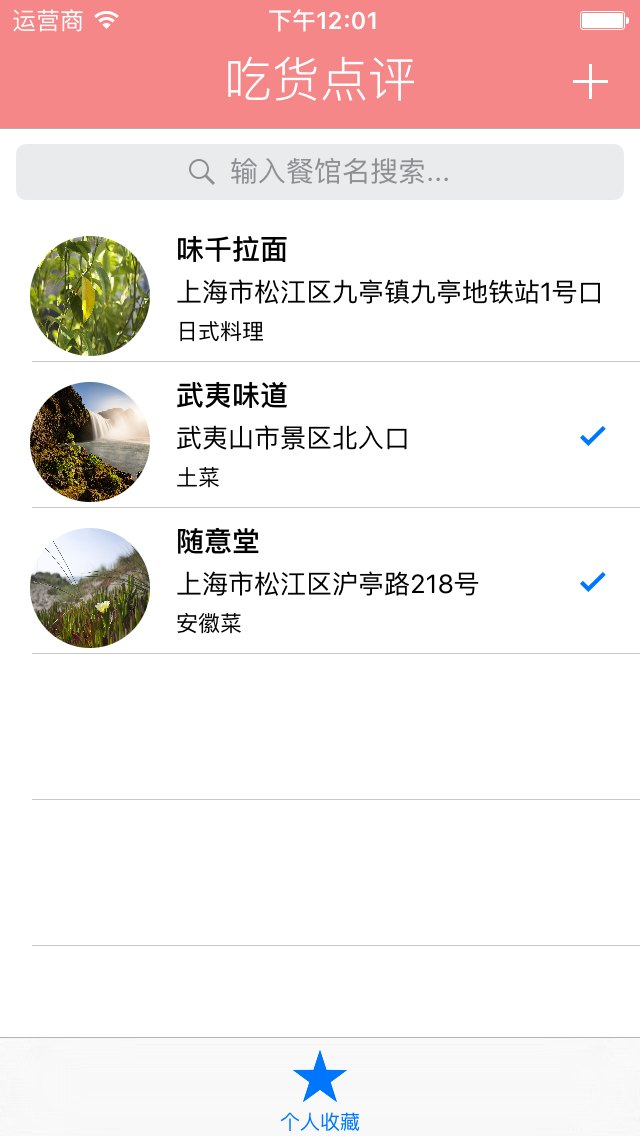 运营商 下午12:01
吃货点评
输入餐馆名搜索...
味千拉面
上海市松江区九亭镇九亭地铁站1号口
日式料理
武夷味道
武夷山市景区北入口
土菜
随意堂
上海市松江区沪亭路218号
安徽菜
个人收藏